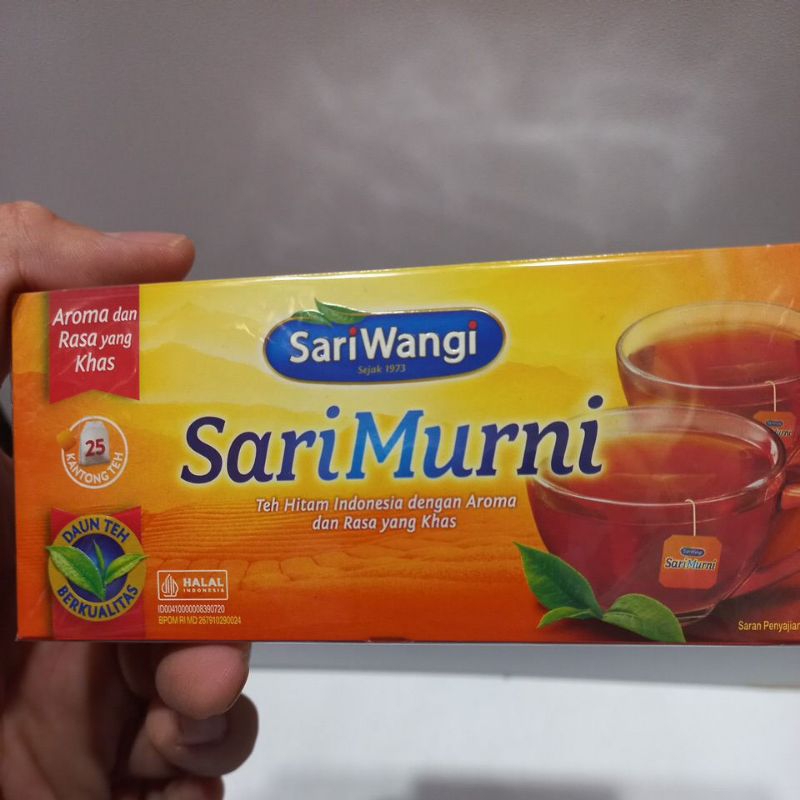 Aroma dan
Rasa yang
Khas
SariWangi
Sejak 1973
SariMurni
Teh Hitam Indonesia dengan Aroma
dan Rasa yang Khas
25
KANTONG TEH
DAUN TEH
BERKUALITAS
HALAL
INDONESIA
ID00410000008390720
BPOM RI MD 267910290024
SariWangi
SariMurni
Saran Penyajian